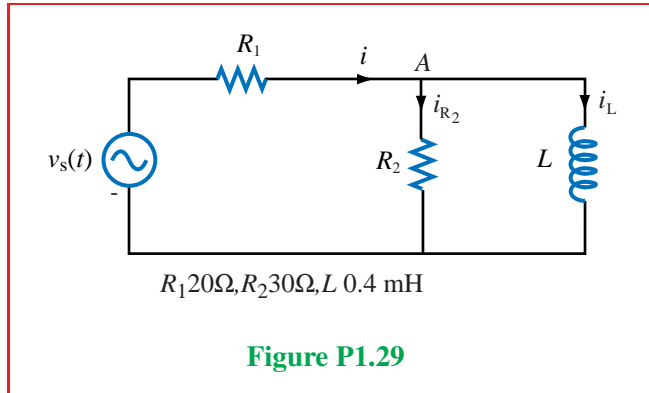 R1
i
A
iR2
iL
vs(t)
R2
L
-
R120Ω,R230Ω,L 0.4 mH
Figure P1.29